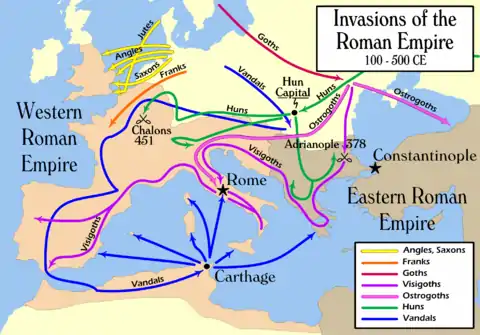 Invasions of the
Roman Empire
100 - 500 CE
Jutes
Angles
Saxons
Franks
Goths
Vandals
Hun
Capital
Huns
Huns
Ostrogoths
Ostrogoths
Western
Roman
Empire
Chalons
451
Visigoths
Adrianople 378
Constantinople
Rome
Eastern Roman
Empire
Visigoths
Vandals
Carthage
Angles, Saxons
Franks
Goths
Visigoths
Ostrogoths
Huns
Vandals